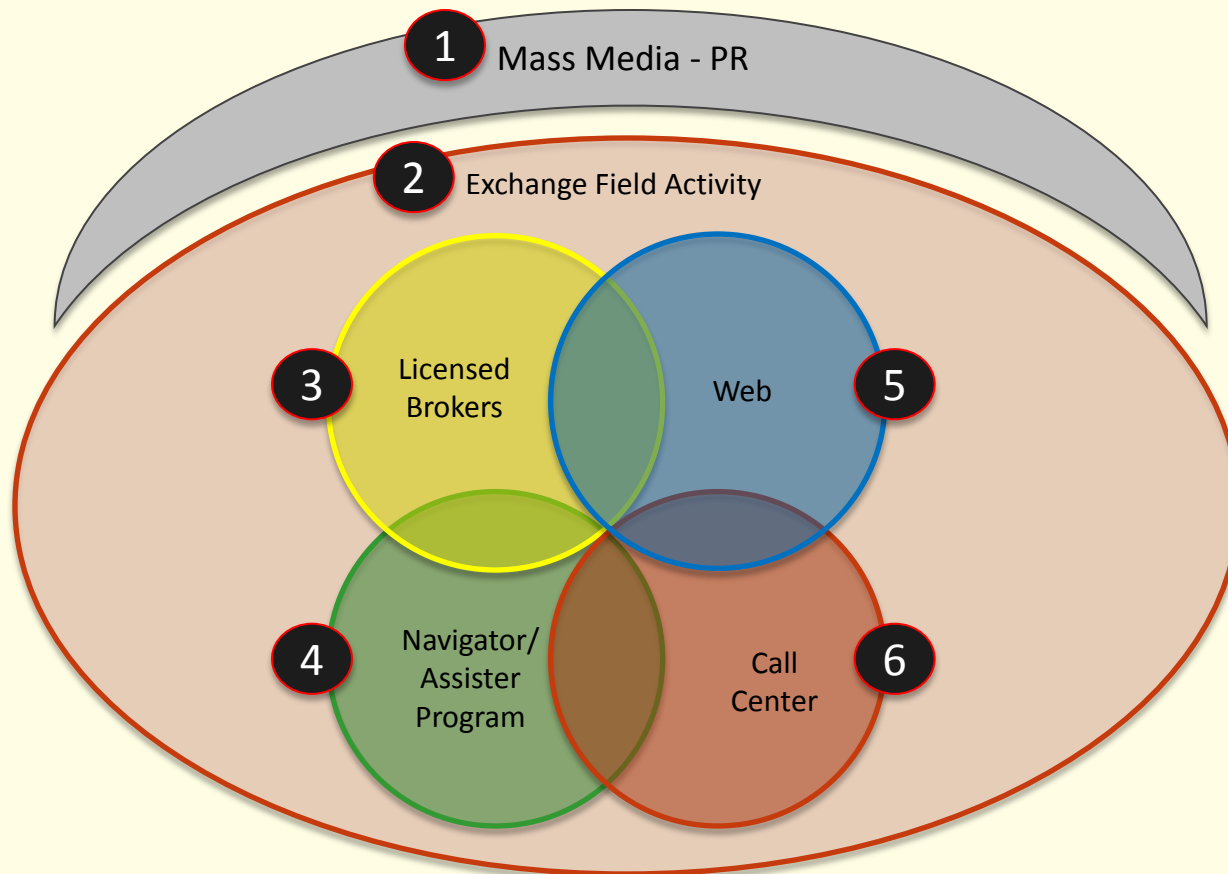 1
Mass Media - PR
2
Exchange Field Activity
3
Licensed
Brokers
Web
5
4
Navigator/
Assister
Program
Call
Center
6